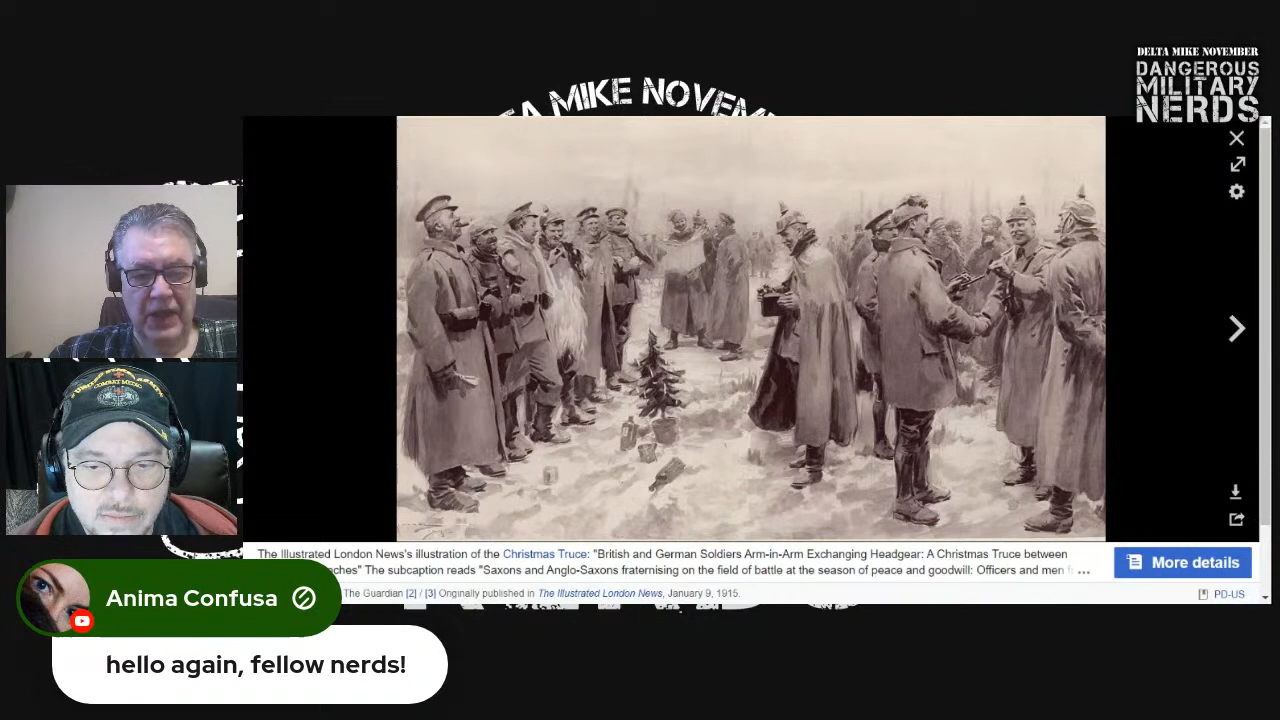 DELTA MIKE NOVEMBER
DANGEROUS
MILITARY
NERDS
MIKE NOVEM
COMBAT MEDIC
The Illustrated London News's illustration of the Christmas Truce: "British and German Soldiers Arm-in-Arm Exchanging Headgear: A Christmas Truce between
ches" The subcaption reads "Saxons and Anglo-Saxons fraternising on the field of battle at the season of peace and goodwill: Officers and men f ...
More details
The Guardian [2] / [3] Originally published in The Illustrated London News, January 9, 1915.
PD-US
Anima Confusa
hello again, fellow nerds!